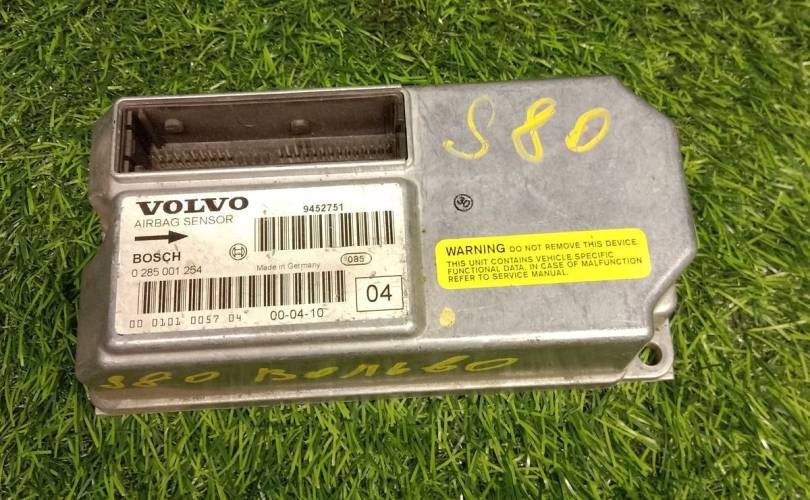 S80
VOLVO
AIRBAG SENSOR
9452751
BOSCH
0 285 001 254
Made in Germany
085
00 0101 0057 04
00-04-10
04
30
WARNING DO NOT REMOVE THIS DEVICE.
THIS UNIT CONTAINS VEHICLE SPECIFIC
FUNCTIONAL DATA. IN CASE OF MALFUNCTION
REFER TO SERVICE MANUAL.
S80 Вольво